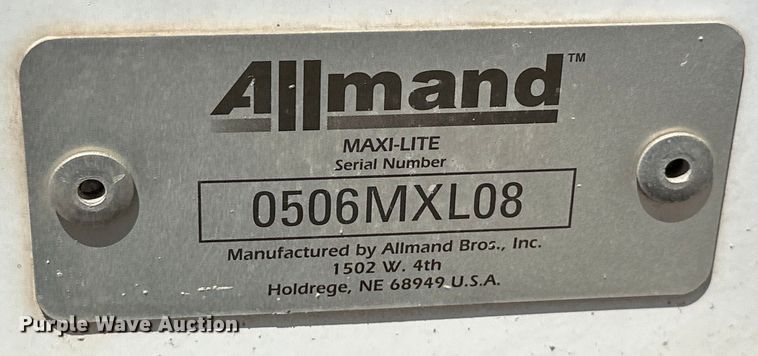 Allmand™
MAXI-LITE
Serial Number
0506MXL08
Manufactured by Allmand Bros., Inc.
1502 W. 4th
Holdrege, NE 68949 U.S.A.
Purple Wave Auction